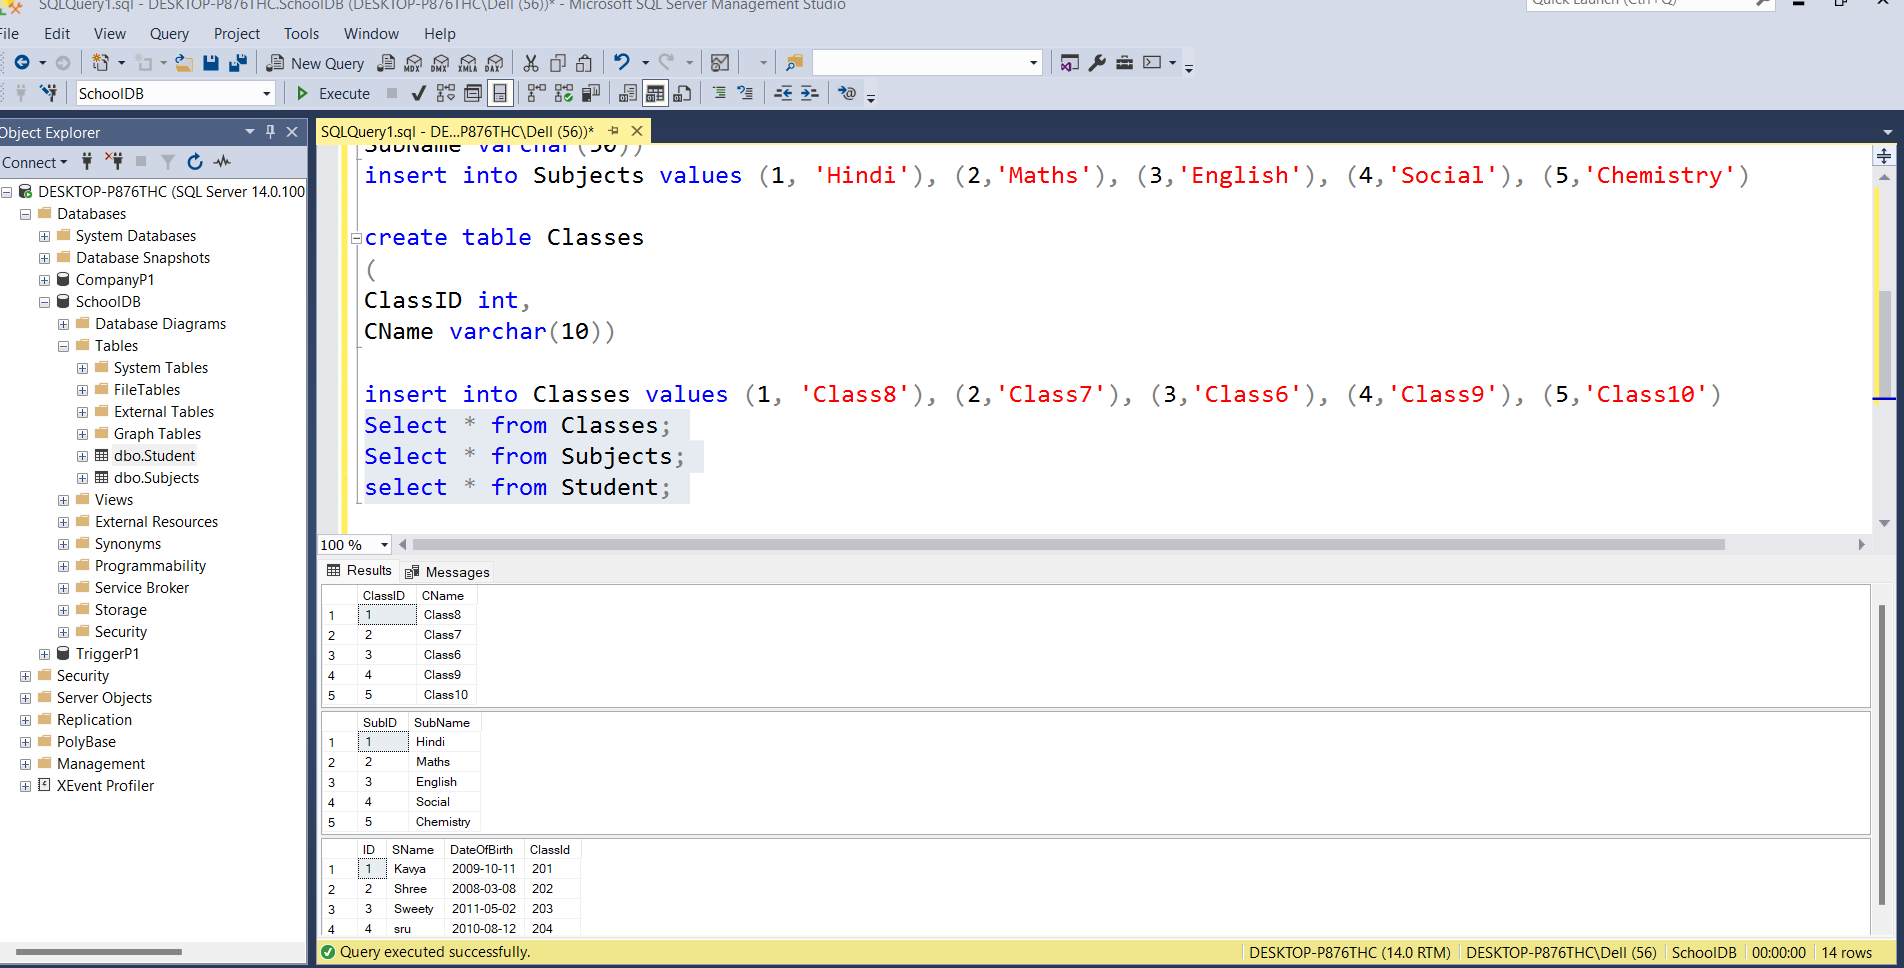 SQLQuery1.sql - DESKTOP-P876THC.SchoolDB (DESKTOP-P876THC\Dell (56))* - Microsoft SQL Server Management Studio
Quick Launch (Ctrl+Q)
File Edit View Query Project Tools Window Help
New Query MDX DMX XMLA DAX
SchoolDB Execute
Object Explorer
Connect
DESKTOP-P876THC (SQL Server 14.0.100
Databases
System Databases
Database Snapshots
CompanyP1
SchoolDB
Database Diagrams
Tables
System Tables
FileTables
External Tables
Graph Tables
dbo.Student
dbo.Subjects
Views
External Resources
Synonyms
Programmability
Service Broker
Storage
Security
TriggerP1
Security
Server Objects
Replication
PolyBase
Management
XEvent Profiler
SQLQuery1.sql - DE...P876THC\Dell (56))*
SubName varchar(50))
insert into Subjects values (1, 'Hindi'), (2,'Maths'), (3,'English'), (4,'Social'), (5,'Chemistry')
create table Classes
(
ClassID int,
CName varchar(10))
insert into Classes values (1, 'Class8'), (2,'Class7'), (3,'Class6'), (4,'Class9'), (5,'Class10')
Select * from Classes;
Select * from Subjects;
select * from Student;
100 %
Results Messages
ClassID CName
1 1 Class8
2 2 Class7
3 3 Class6
4 4 Class9
5 5 Class10
SubID SubName
1 1 Hindi
2 2 Maths
3 3 English
4 4 Social
5 5 Chemistry
ID SName DateOfBirth ClassId
1 1 Kavya 2009-10-11 201
2 2 Shree 2008-03-08 202
3 3 Sweety 2011-05-02 203
4 4 sru 2010-08-12 204
Query executed successfully. DESKTOP-P876THC (14.0 RTM) DESKTOP-P876THC\Dell (56) SchoolDB 00:00:00 14 rows